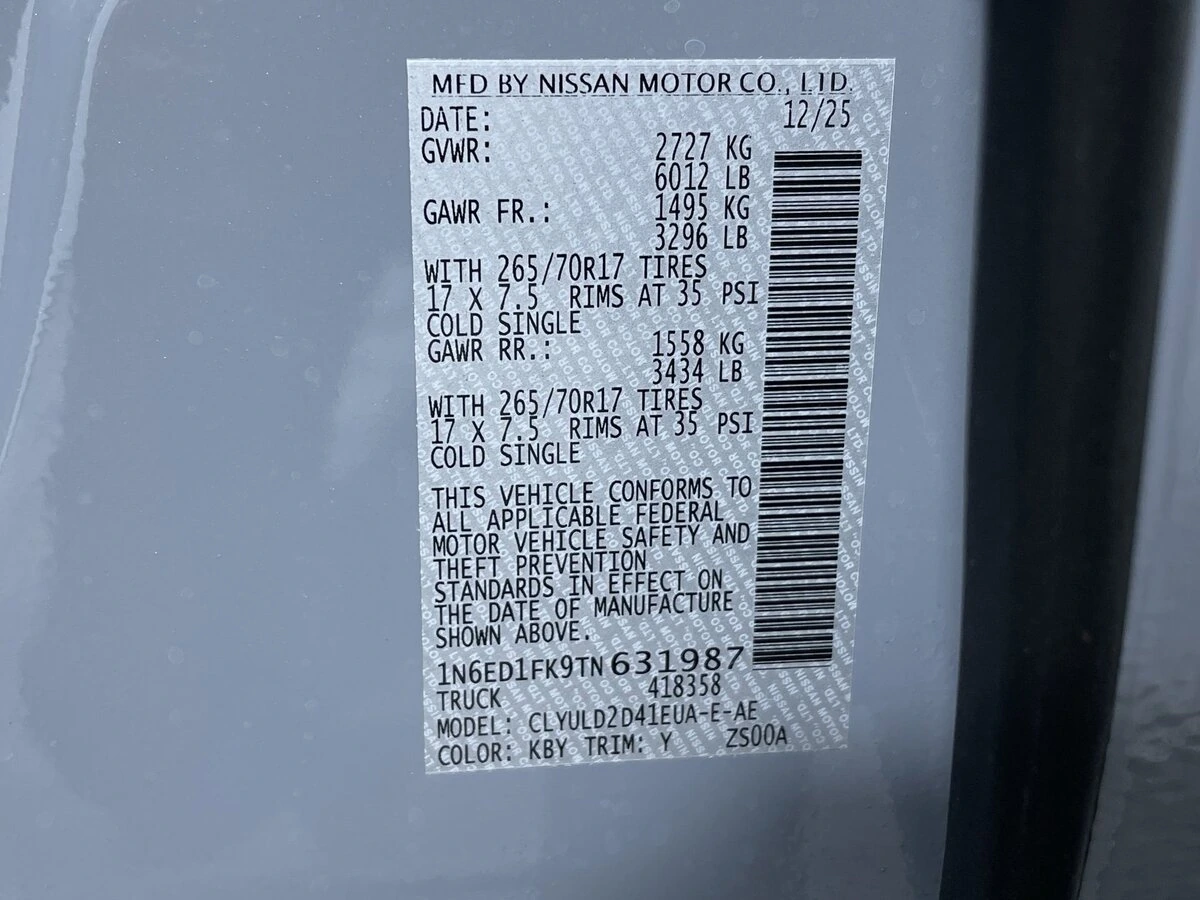 MFD BY NISSAN MOTOR CO., LTD.
DATE: 12/25
GVWR: 2727 KG
6012 LB
GAWR FR.: 1495 KG
3296 LB
WITH 265/70R17 TIRES
17 X 7.5 RIMS AT 35 PSI
COLD SINGLE
GAWR RR.: 1558 KG
3434 LB
WITH 265/70R17 TIRES
17 X 7.5 RIMS AT 35 PSI
COLD SINGLE
THIS VEHICLE CONFORMS TO
ALL APPLICABLE FEDERAL
MOTOR VEHICLE SAFETY AND
THEFT PREVENTION
STANDARDS IN EFFECT ON
THE DATE OF MANUFACTURE
SHOWN ABOVE.
1N6ED1FK9TN631987
TRUCK 418358
MODEL: CLYULD2D41EUA-E-AE
COLOR: KBY TRIM: Y ZS00A